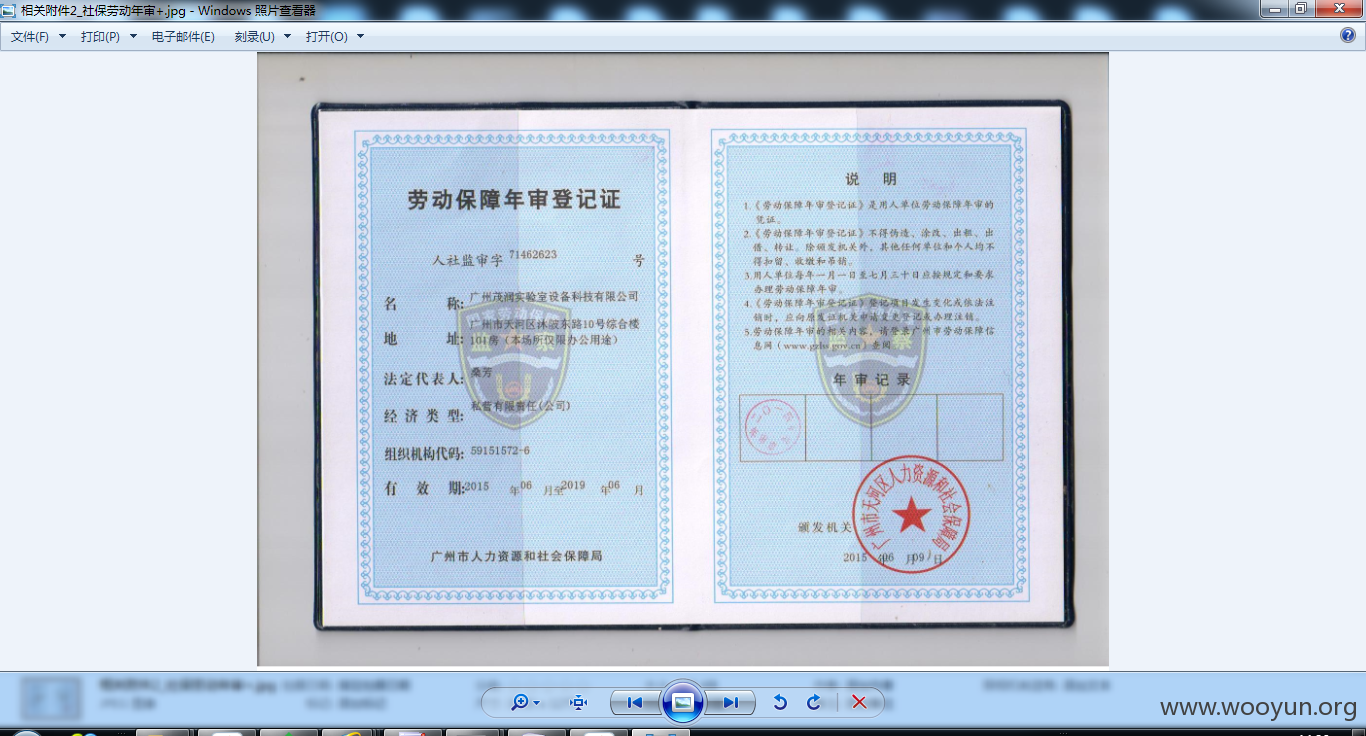 相关附件2_社保劳动年审+.jpg - Windows 照片查看器
文件(F) 打印(P) 电子邮件(E) 刻录(U) 打开(O)
劳动保障年审登记证
人社监审字 71462623 号
名 称: 广州茂润实验室设备科技有限公司
地 址: 广州市天河区沐陂东路10号综合楼
101房（本场所仅限办公用途）
法定代表人: 桑芳
经济类型: 私营有限责任(公司)
组织机构代码: 59151572-6
有 效 期: 2015 年 06 月至 2019 年 06 月
广州市人力资源和社会保障局
说 明
1.《劳动保障年审登记证》是用人单位劳动保障年审的
凭证。
2.《劳动保障年审登记证》不得伪造、涂改、出租、出
借、转让。除颁发机关外，其他任何单位和个人均不
得扣留、收缴和吊销。
3.用人单位每年一月一日至七月三十日应按规定和要求
办理劳动保障年审。
4.《劳动保障年审登记证》登记项目发生变化或依法注
销时，应向原发证机关申请变更登记或办理注销。
5.劳动保障年审的相关内容，请登录广州市劳动保障信
息网（www.gzlss.gov.cn）查阅
年审记录
颁发机关
广州市天河区人力资源和社会保障局
2015 年 06 月 09 日
监 察
www.wooyun.org